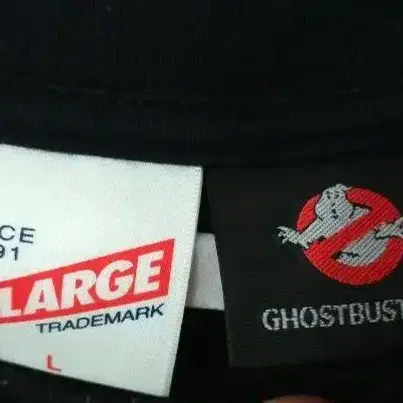 CE
91
LARGE
TRADEMARK
L
GHOSTBUST